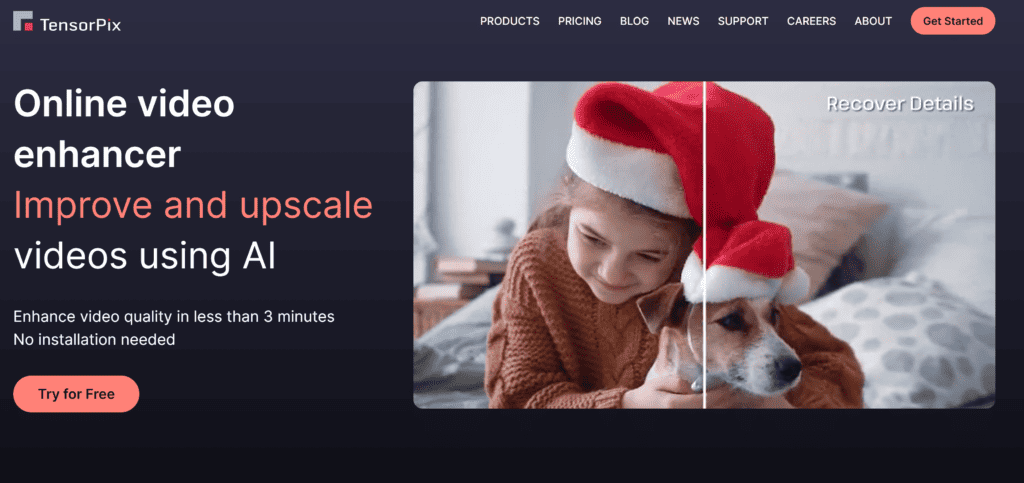 TensorPix
PRODUCTS
PRICING
BLOG
NEWS
SUPPORT
CAREERS
ABOUT
Get Started
Online video
enhancer
Improve and upscale
videos using AI
Enhance video quality in less than 3 minutes
No installation needed
Try for Free
Recover Details